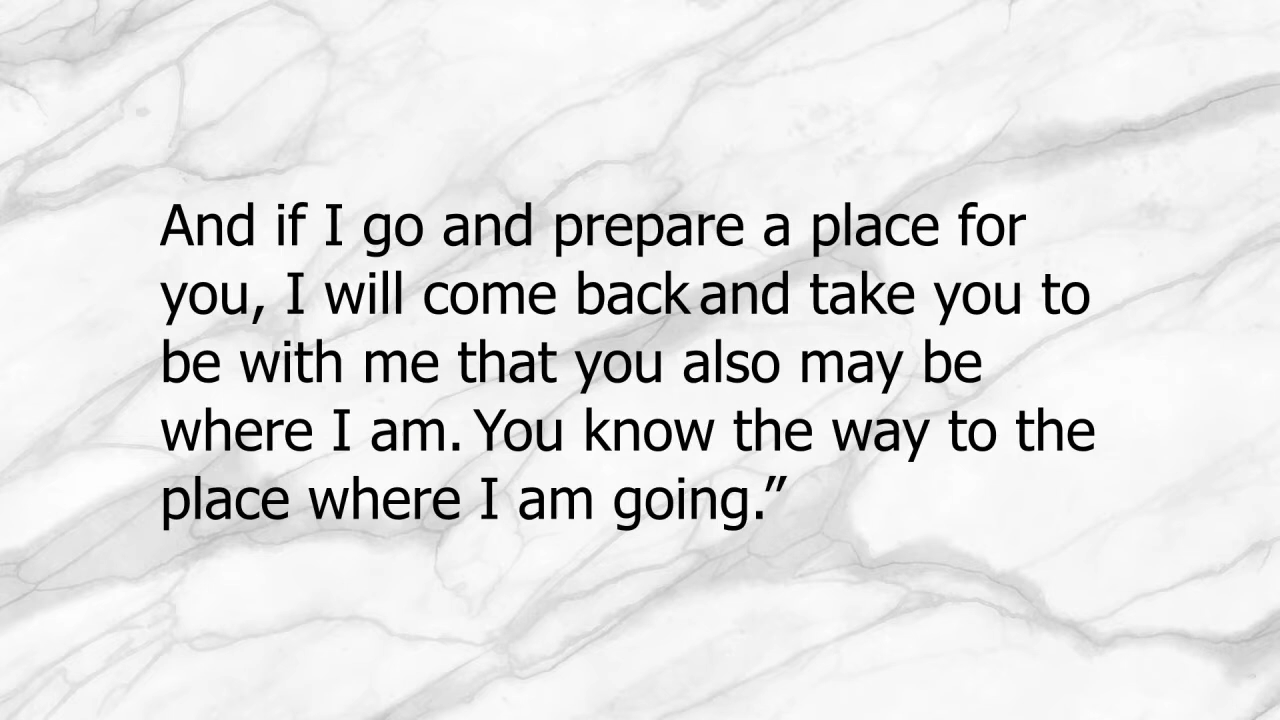 And if I go and prepare a place for
you, I will come back and take you to
be with me that you also may be
where I am. You know the way to the
place where I am going.”